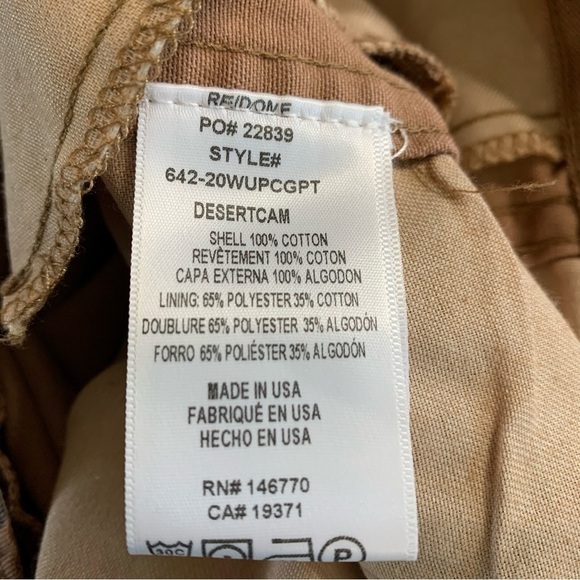 RE/DONE
PO# 22839
STYLE#
642-20WUPCGPT
DESERTCAM
SHELL 100% COTTON
REVÊTEMENT 100% COTON
CAPA EXTERNA 100% ALGODON
LINING: 65% POLYESTER 35% COTTON
DOUBLURE 65% POLYESTER 35% ALGODÓN
FORRO 65% POLIÉSTER 35% ALGODÓN
MADE IN USA
FABRIQUÉ EN USA
HECHO EN USA
RN# 146770
CA# 19371
30C P